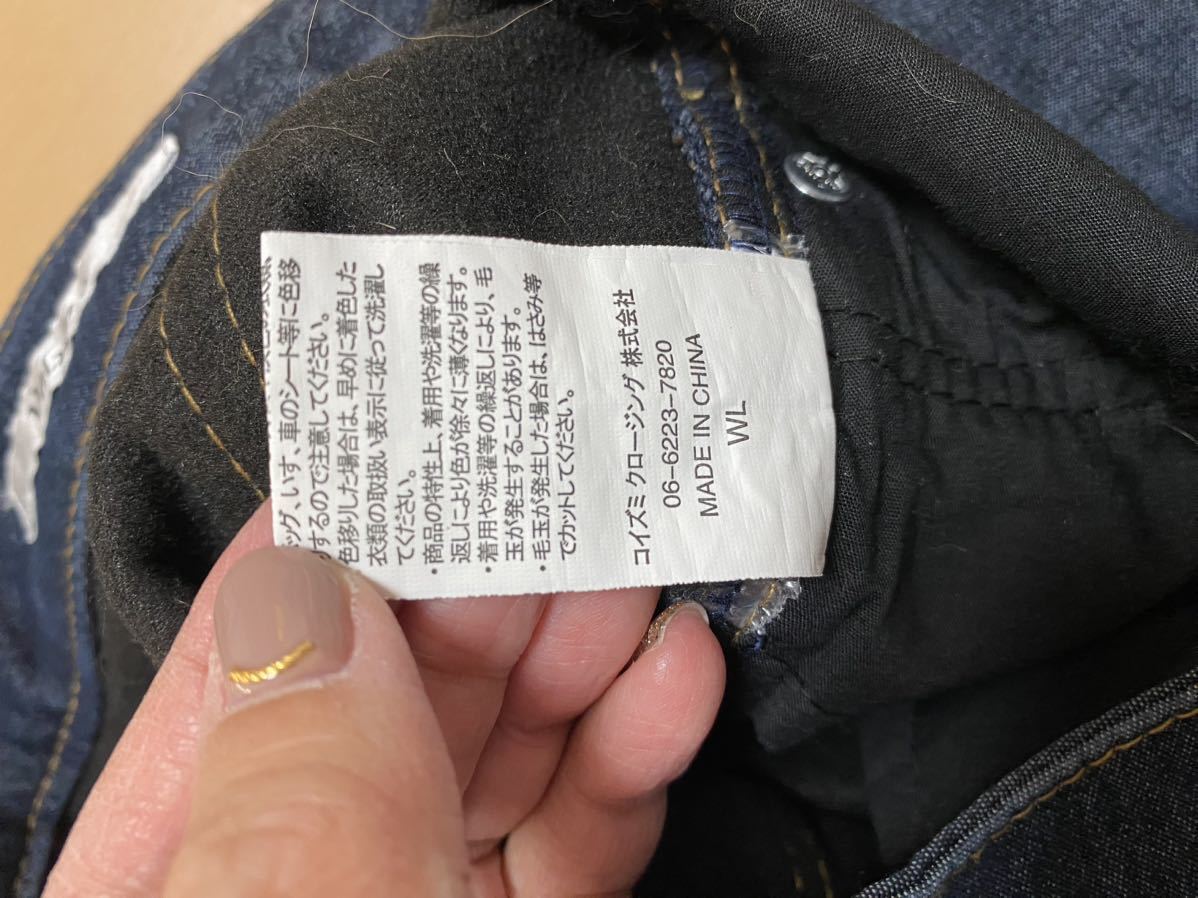 ッグ、いす、車のシート等に色移
するので注意してください。
色移りした場合は、早めに着色した
衣類の取扱い表示に従って洗濯し
てください。
・商品の特性上、着用や洗濯等の繰
返しにより色が徐々に薄くなります。
・着用や洗濯等の繰返しにより、毛
玉が発生することがあります。
・毛玉が発生した場合は、はさみ等
でカットしてください。
コイズミクロージング 株式会社
06-6223-7820
MADE IN CHINA
WL